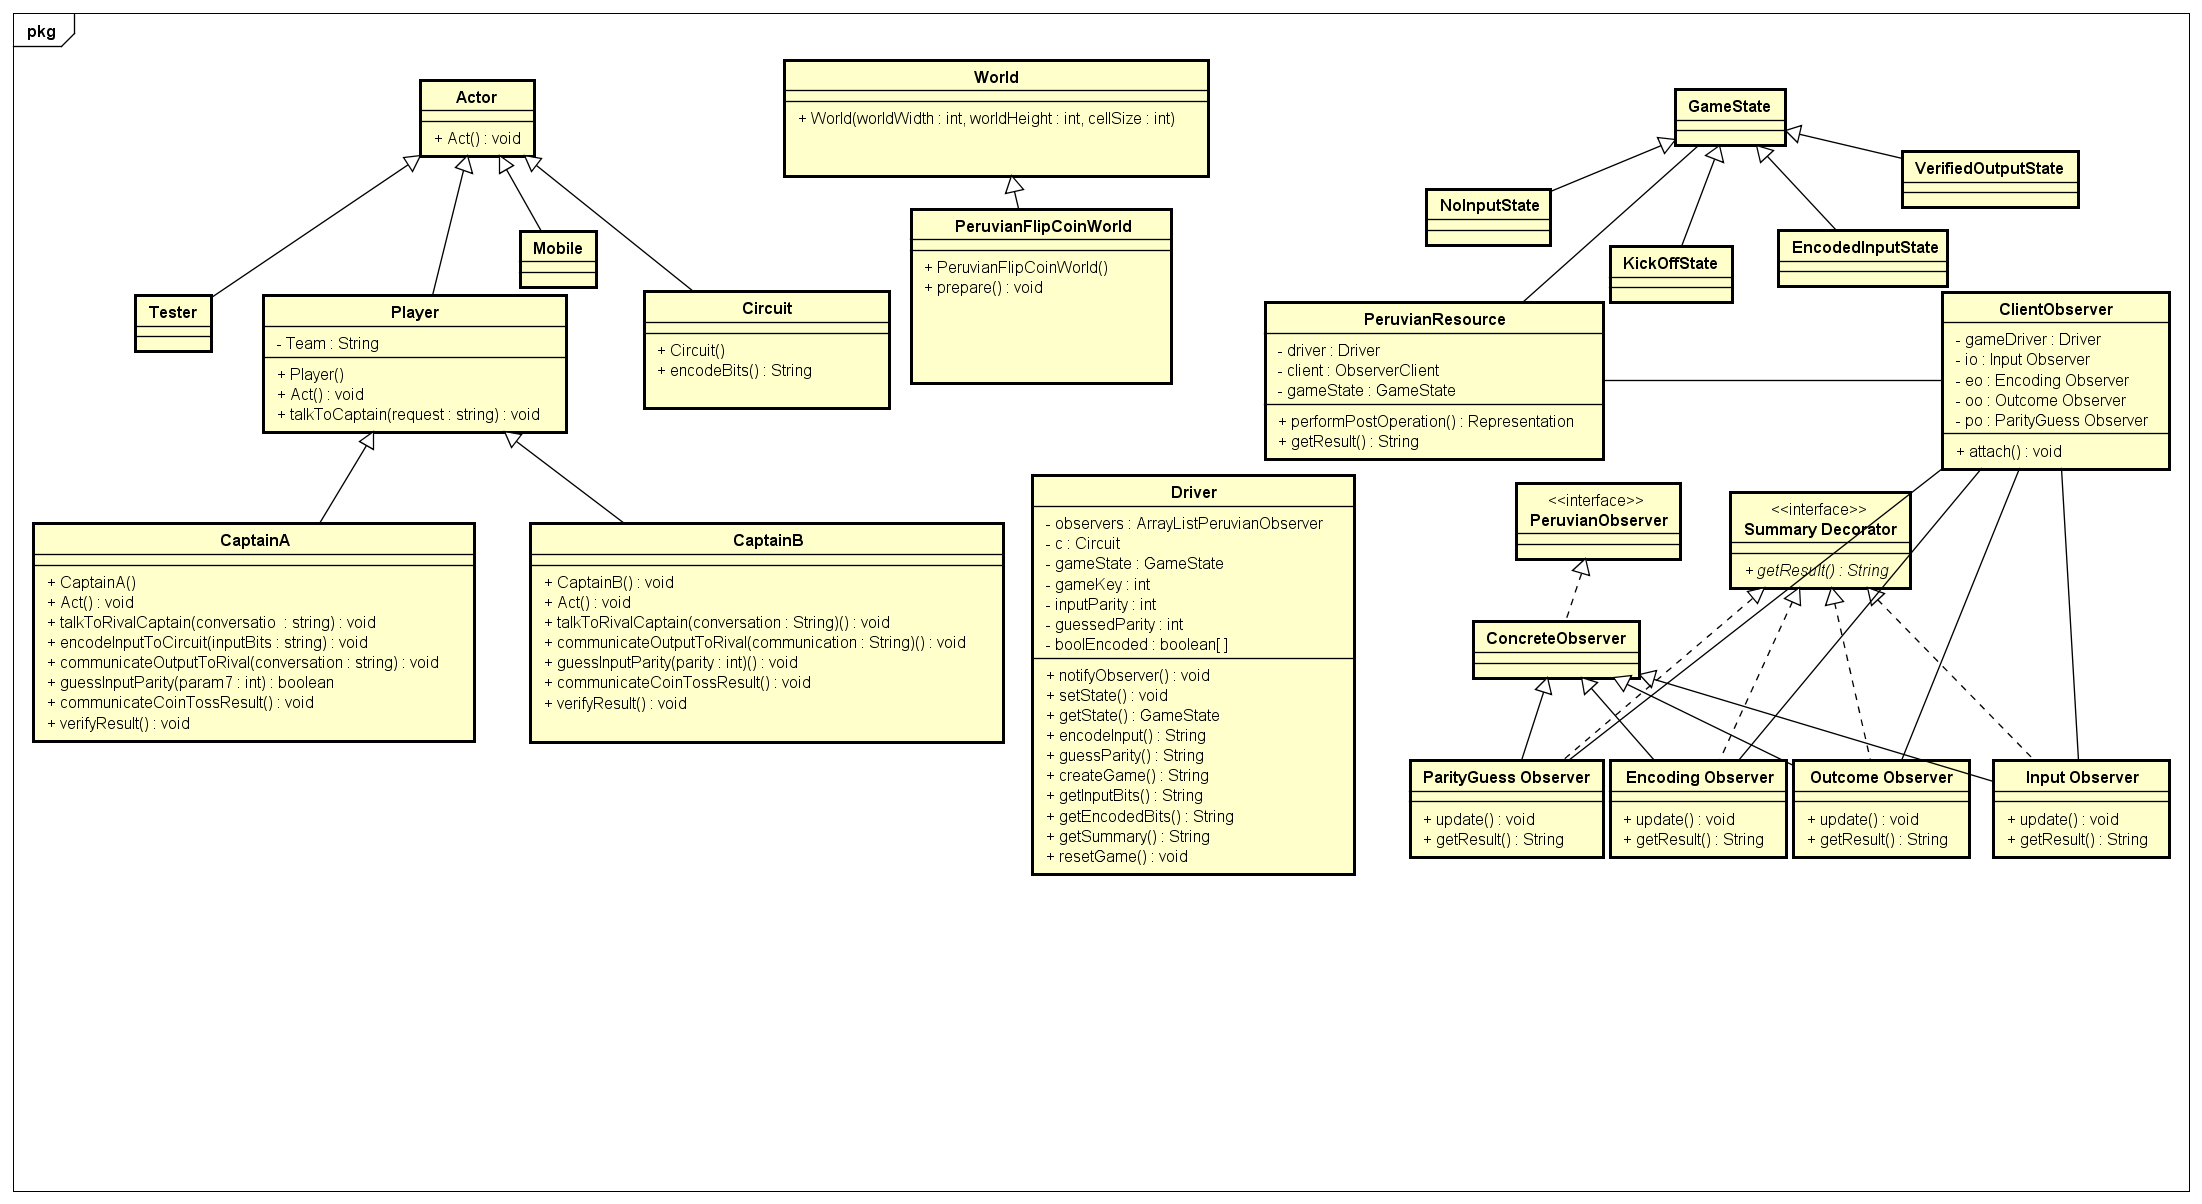 pkg
Actor
+ Act() : void
World
+ World(worldWidth : int, worldHeight : int, cellSize : int)
GameState
VerifiedOutputState
NoInputState
KickOffState
EncodedInputState
Mobile
PeruvianFlipCoinWorld
+ PeruvianFlipCoinWorld()
+ prepare() : void
Tester
Player
- Team : String
+ Player()
+ Act() : void
+ talkToCaptain(request : string) : void
Circuit
+ Circuit()
+ encodeBits() : String
PeruvianResource
- driver : Driver
- client : ObserverClient
- gameState : GameState
+ performPostOperation() : Representation
+ getResult() : String
ClientObserver
- gameDriver : Driver
- io : Input Observer
- eo : Encoding Observer
- oo : Outcome Observer
- po : ParityGuess Observer
+ attach() : void
CaptainA
+ CaptainA()
+ Act() : void
+ talkToRivalCaptain(conversatio : string) : void
+ encodeInputToCircuit(inputBits : string) : void
+ communicateOutputToRival(conversation : string) : void
+ guessInputParity(param7 : int) : boolean
+ communicateCoinTossResult() : void
+ verifyResult() : void
CaptainB
+ CaptainB() : void
+ Act() : void
+ talkToRivalCaptain(conversation : String)() : void
+ communicateOutputToRival(communication : String)() : void
+ guessInputParity(parity : int)() : void
+ communicateCoinTossResult() : void
+ verifyResult() : void
Driver
- observers : ArrayListPeruvianObserver
- c : Circuit
- gameState : GameState
- gameKey : int
- inputParity : int
- guessedParity : int
- boolEncoded : boolean[]
+ notifyObserver() : void
+ setState() : void
+ getState() : GameState
+ encodeInput() : String
+ guessParity() : String
+ createGame() : String
+ getInputBits() : String
+ getEncodedBits() : String
+ getSummary() : String
+ resetGame() : void
<<interface>>
PeruvianObserver
<<interface>>
Summary Decorator
+ getResult() : String
ConcreteObserver
ParityGuess Observer
+ update() : void
+ getResult() : String
Encoding Observer
+ update() : void
+ getResult() : String
Outcome Observer
+ update() : void
+ getResult() : String
Input Observer
+ update() : void
+ getResult() : String